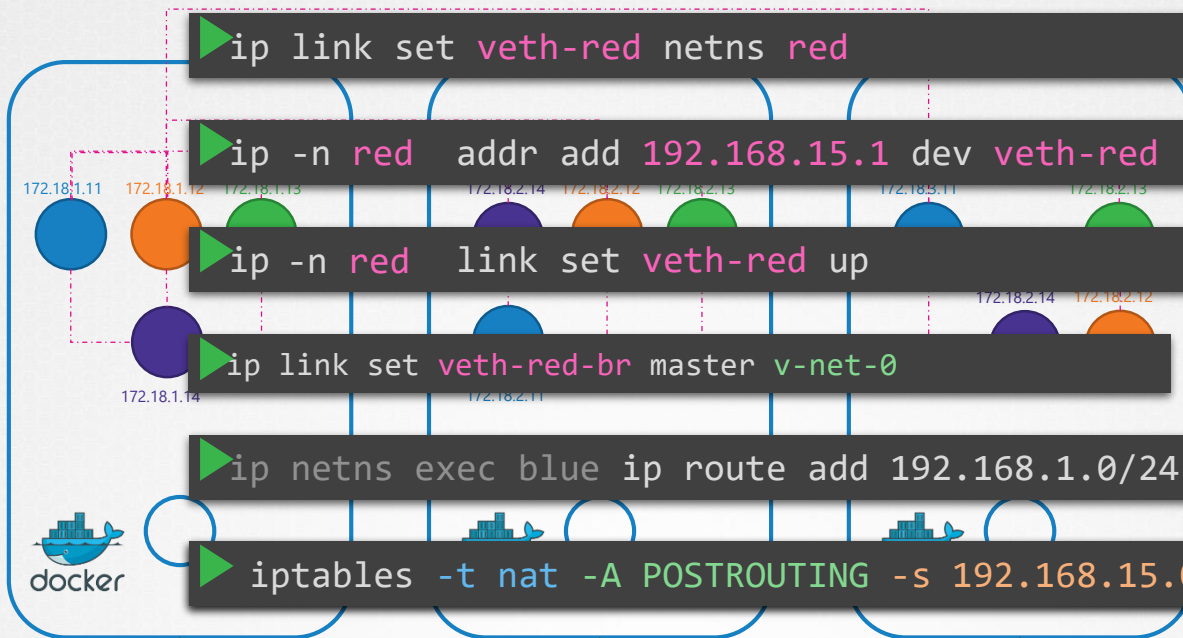 ip link set veth-red netns red
ip -n red addr add 192.168.15.1 dev veth-red
172.18.1.11 172.18.1.12 172.18.1.13 172.18.2.14 172.18.2.12 172.18.2.13 172.18.3.11 172.18.2.13
ip -n red link set veth-red up
172.18.2.14 172.18.2.12
ip link set veth-red-br master v-net-0
172.18.1.14 172.18.2.11
ip netns exec blue ip route add 192.168.1.0/24
iptables -t nat -A POSTROUTING -s 192.168.15.0
docker